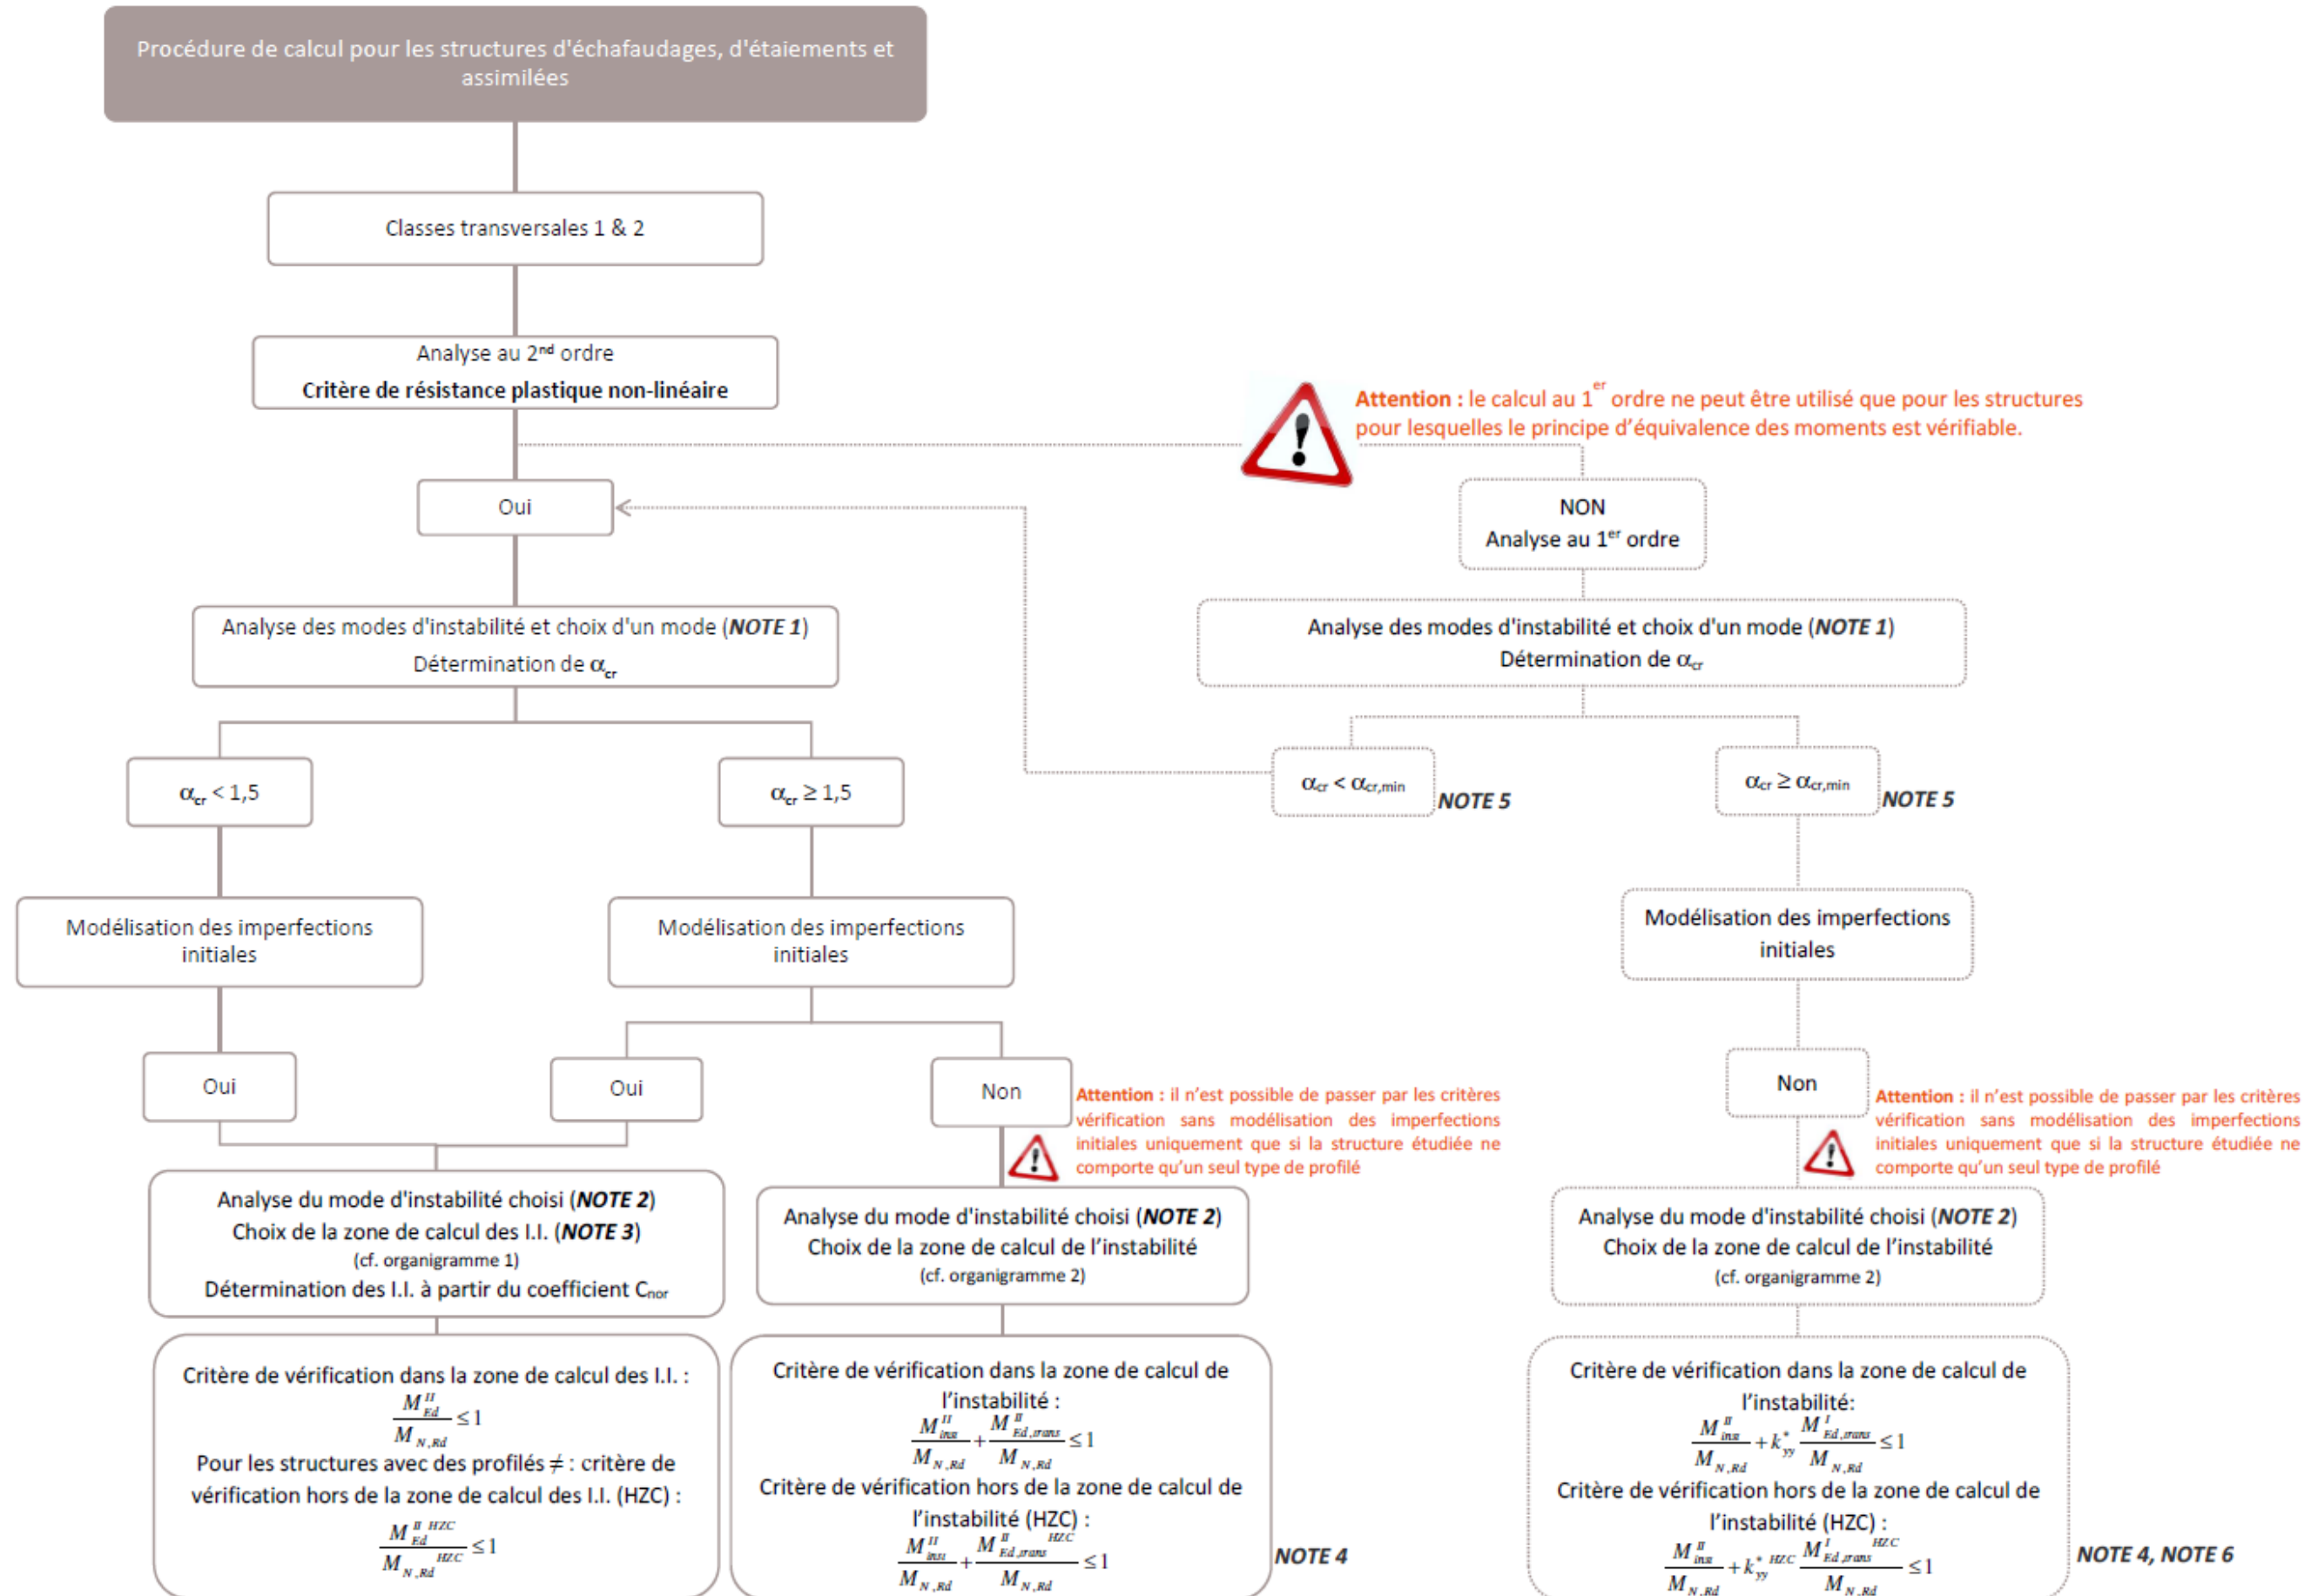 Procédure de calcul pour les structures d'échafaudages, d'étaiements et
assimilées
Classes transversales 1 & 2
Analyse au 2nd ordre
Critère de résistance plastique non-linéaire
Attention : le calcul au 1er ordre ne peut être utilisé que pour les structures
pour lesquelles le principe d'équivalence des moments est vérifiable.
Oui
NON
Analyse au 1er ordre
Analyse des modes d'instabilité et choix d'un mode (NOTE 1)
Détermination de αcr
Analyse des modes d'instabilité et choix d'un mode (NOTE 1)
Détermination de αcr
αcr < 1,5
αcr ≥ 1,5
αcr < αcr,min
NOTE 5
αcr ≥ αcr,min
NOTE 5
Modélisation des imperfections
initiales
Modélisation des imperfections
initiales
Modélisation des imperfections
initiales
Oui
Oui
Non
Attention : il n'est possible de passer par les critères
vérification sans modélisation des imperfections
initiales uniquement que si la structure étudiée ne
comporte qu'un seul type de profilé
Non
Attention : il n'est possible de passer par les critères
vérification sans modélisation des imperfections
initiales uniquement que si la structure étudiée ne
comporte qu'un seul type de profilé
Analyse du mode d'instabilité choisi (NOTE 2)
Choix de la zone de calcul des I.I. (NOTE 3)
(cf. organigramme 1)
Détermination des I.I. à partir du coefficient Cnor
Analyse du mode d'instabilité choisi (NOTE 2)
Choix de la zone de calcul de l'instabilité
(cf. organigramme 2)
Analyse du mode d'instabilité choisi (NOTE 2)
Choix de la zone de calcul de l'instabilité
(cf. organigramme 2)
Critère de vérification dans la zone de calcul des I.I. :
M^II_Ed / M_N,Rd ≤ 1
Pour les structures avec des profilés ≠ : critère de
vérification hors de la zone de calcul des I.I. (HZC) :
M^II HZC_Ed / M_N,Rd^HZC ≤ 1
Critère de vérification dans la zone de calcul de
l'instabilité :
M^II_inst / M_N,Rd + M^II_Ed,trans / M_N,Rd ≤ 1
Critère de vérification hors de la zone de calcul de
l'instabilité (HZC) :
M^II_inst / M_N,Rd + M^II HZC_Ed,trans / M_N,Rd ≤ 1
NOTE 4
Critère de vérification dans la zone de calcul de
l'instabilité:
M^II_inst / M_N,Rd + k*_yy M^I_Ed,trans / M_N,Rd ≤ 1
Critère de vérification hors de la zone de calcul de
l'instabilité (HZC) :
M^II_inst / M_N,Rd + k*_yy^HZC M^I HZC_Ed,trans / M_N,Rd ≤ 1
NOTE 4, NOTE 6